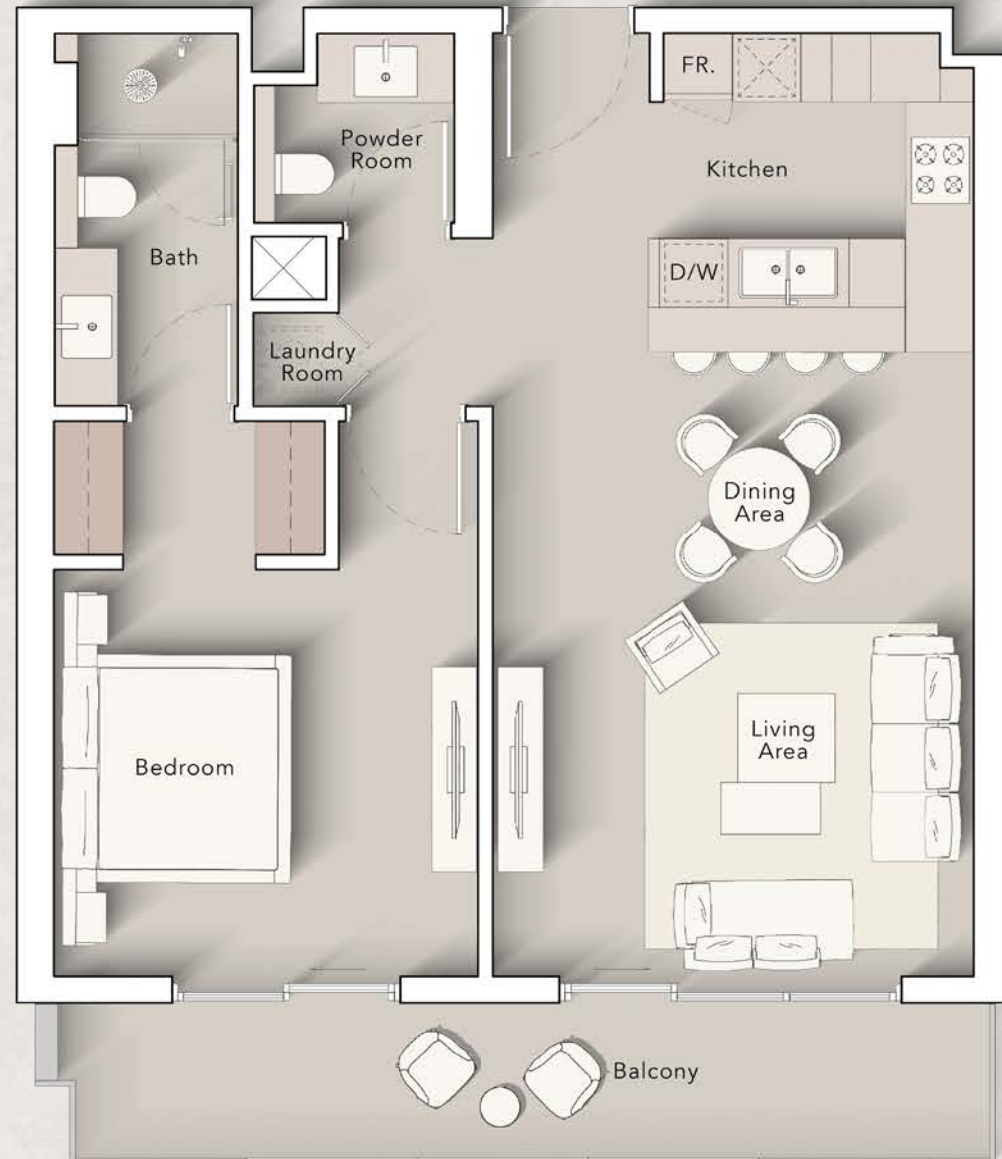 FR.
Powder
Room
Kitchen
Bath
D/W
Laundry
Room
Dining
Area
Living
Area
Bedroom
Balcony